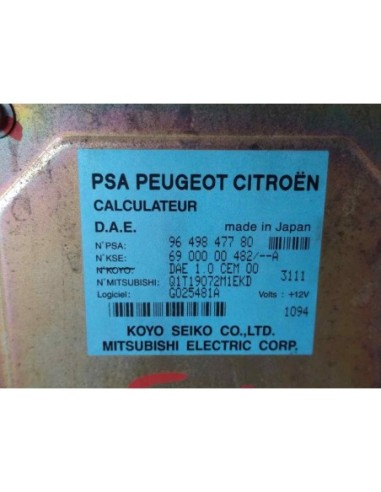 PSA PEUGEOT CITROËN
CALCULATEUR
D.A.E. made in Japan
N°PSA: 96 498 477 80
N°KSE: 69 000 00 482/--A
N°KOYO: DAE 1.0 CEM 00 3111
N°MITSUBISHI: Q1T19072M1EKD
Logiciel: G025481A Volts : +12V
1094
KOYO SEIKO CO.,LTD.
MITSUBISHI ELECTRIC CORP.